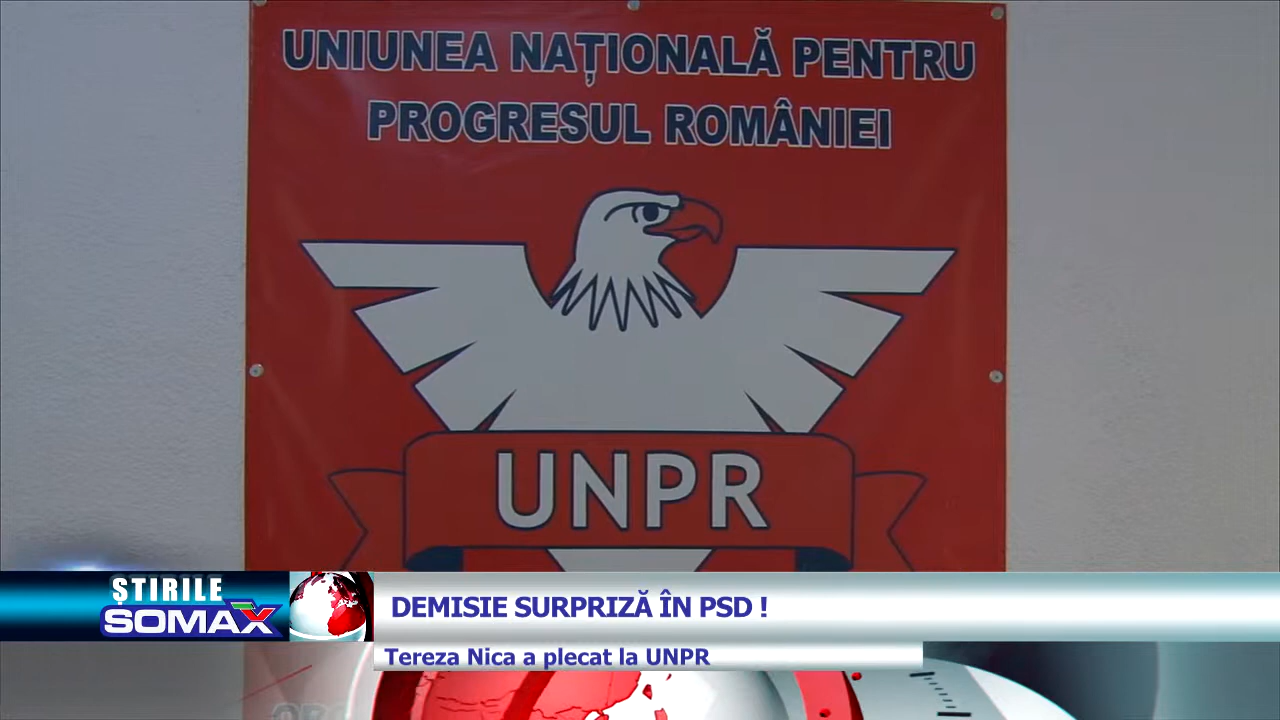 UNIUNEA NAȚIONALĂ PENTRU
PROGRESUL ROMÂNIEI
UNPR
ȘTIRILE
SOMAX
DEMISIE SURPRIZĂ ÎN PSD !
Tereza Nica a plecat la UNPR